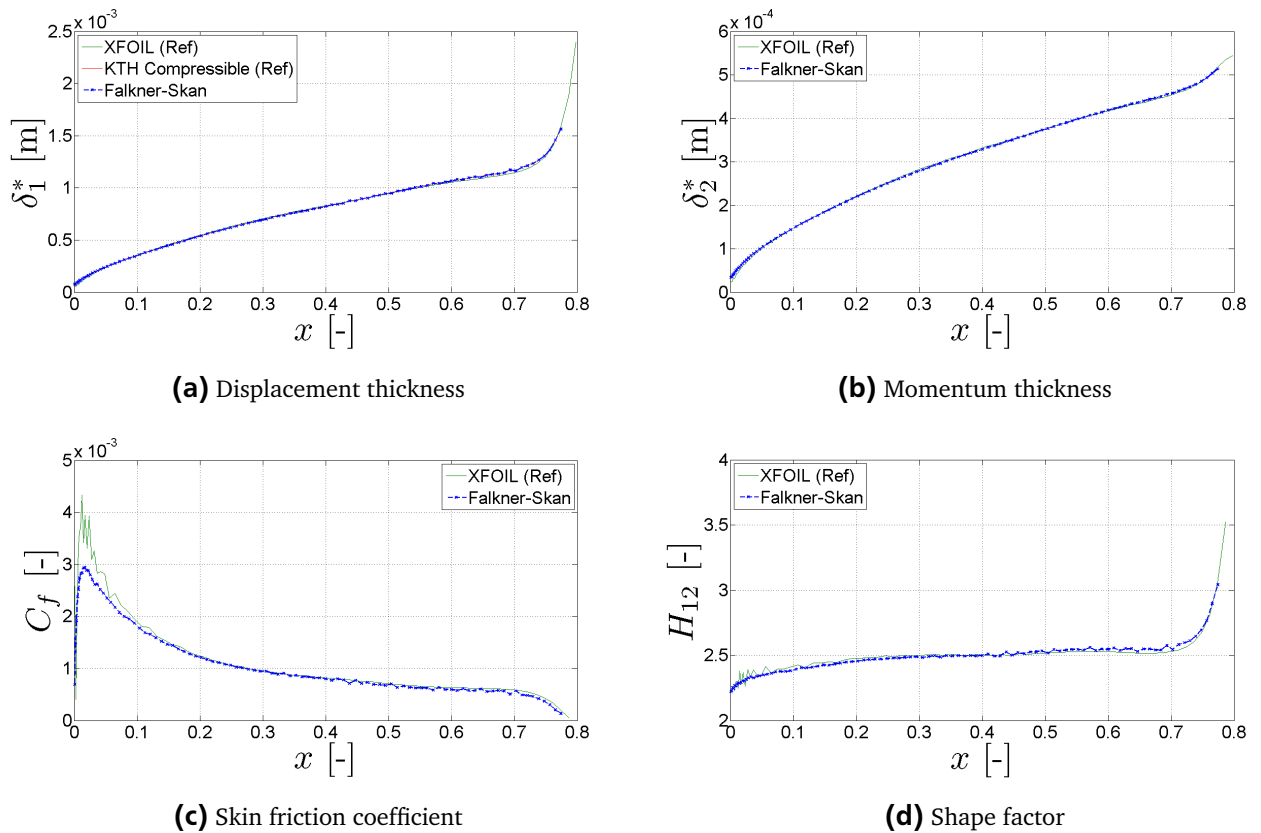 x 10⁻³
2.5
2
1.5
1
0.5
0
δ₁* [m]
XFOIL (Ref)
KTH Compressible (Ref)
Falkner-Skan
0 0.1 0.2 0.3 0.4 0.5 0.6 0.7 0.8
x [-]
(a) Displacement thickness
x 10⁻⁴
6
5
4
3
2
1
0
δ₂* [m]
XFOIL (Ref)
Falkner-Skan
0 0.1 0.2 0.3 0.4 0.5 0.6 0.7 0.8
x [-]
(b) Momentum thickness
x 10⁻³
5
4
3
2
1
0
C_f [-]
XFOIL (Ref)
Falkner-Skan
0 0.1 0.2 0.3 0.4 0.5 0.6 0.7 0.8
x [-]
(c) Skin friction coefficient
4
3.5
3
2.5
2
H₁₂ [-]
XFOIL (Ref)
Falkner-Skan
0 0.1 0.2 0.3 0.4 0.5 0.6 0.7 0.8
x [-]
(d) Shape factor